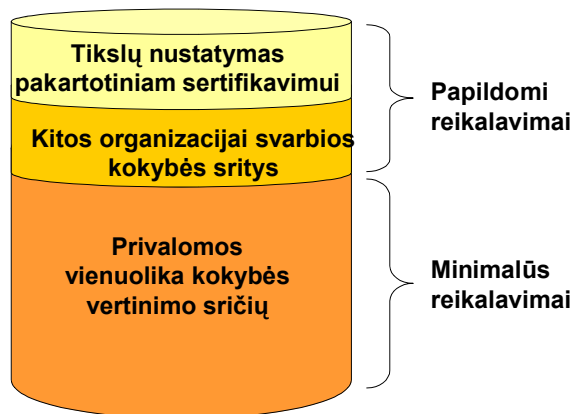 Tikslų nustatymas
pakartotiniam sertifikavimui
Kitos organizacijai svarbios
kokybės sritys
Privalomos
vienuolika kokybės
vertinimo sričių
Papildomi
reikalavimai
Minimalūs
reikalavimai